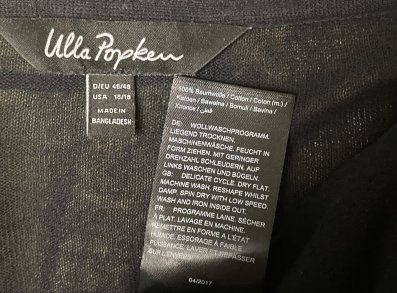 Ulla Popken
D/EU 46/48
USA 16/18
MADE IN
BANGLADESH
100% Baumwolle / Cotton / Coton (m.) /
Katoen / Bawełna / Bomull / Bavlna /
Хлопок / قطن
DE: WOLLWASCHPROGRAMM.
LIEGEND TROCKNEN.
MASCHINENWÄSCHE. FEUCHT IN
FORM ZIEHEN. MIT GERINGER
DREHZAHL SCHLEUDERN. AUF
LINKS WASCHEN UND BÜGELN.
GB: DELICATE CYCLE. DRY FLAT.
MACHINE WASH. RESHAPE WHILST
DAMP. SPIN DRY WITH LOW SPEED.
WASH AND IRON INSIDE OUT.
FR: PROGRAMME LAINE. SÉCHER
À PLAT. LAVAGE EN MACHINE.
REMETTRE EN FORME A L'ÉTAT
HUMIDE. ESSORAGE À FAIBLE
PUISSANCE. LAVER ET REPASSER
SUR L'ENVERS.
04/2017